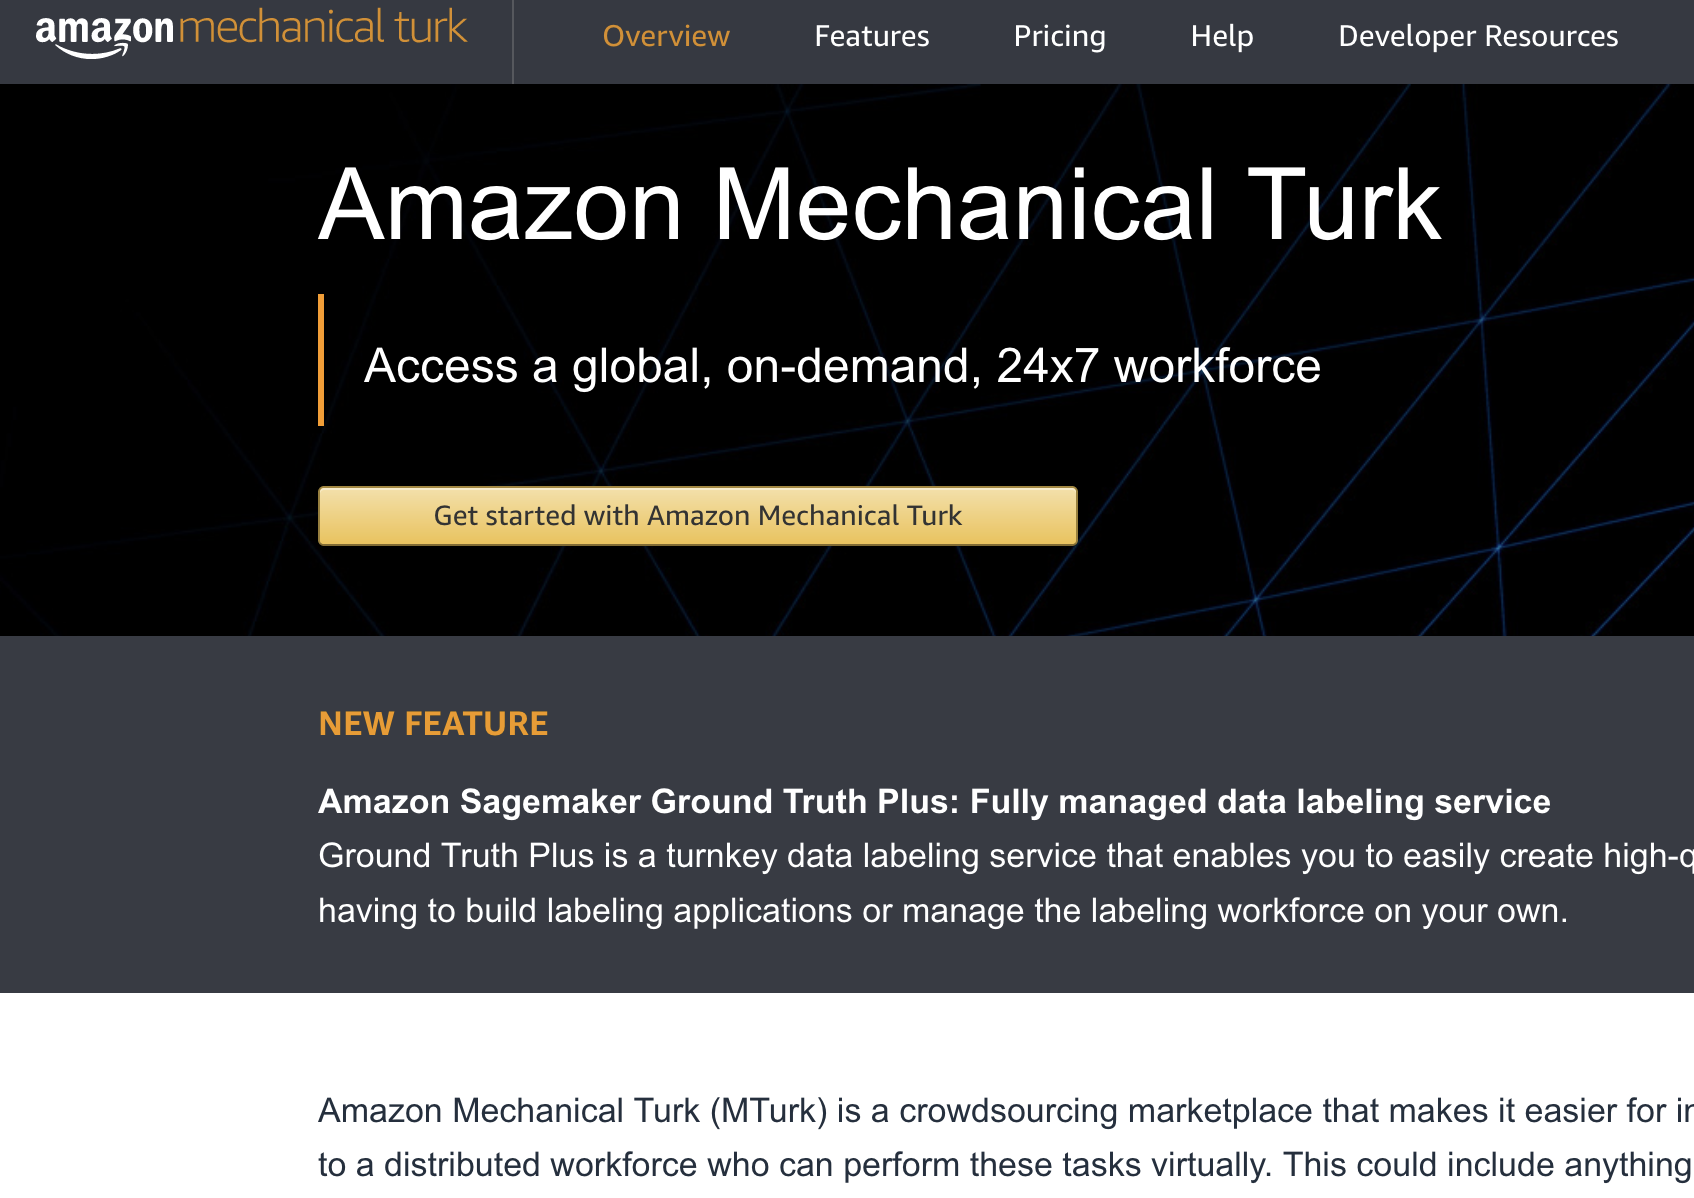 amazon mechanical turk
Overview
Features
Pricing
Help
Developer Resources
Amazon Mechanical Turk
Access a global, on-demand, 24x7 workforce
Get started with Amazon Mechanical Turk
NEW FEATURE
Amazon Sagemaker Ground Truth Plus: Fully managed data labeling service
Ground Truth Plus is a turnkey data labeling service that enables you to easily create
having to build labeling applications or manage the labeling workforce on your own.
Amazon Mechanical Turk (MTurk) is a crowdsourcing marketplace that makes it easier for
to a distributed workforce who can perform these tasks virtually. This could include anything